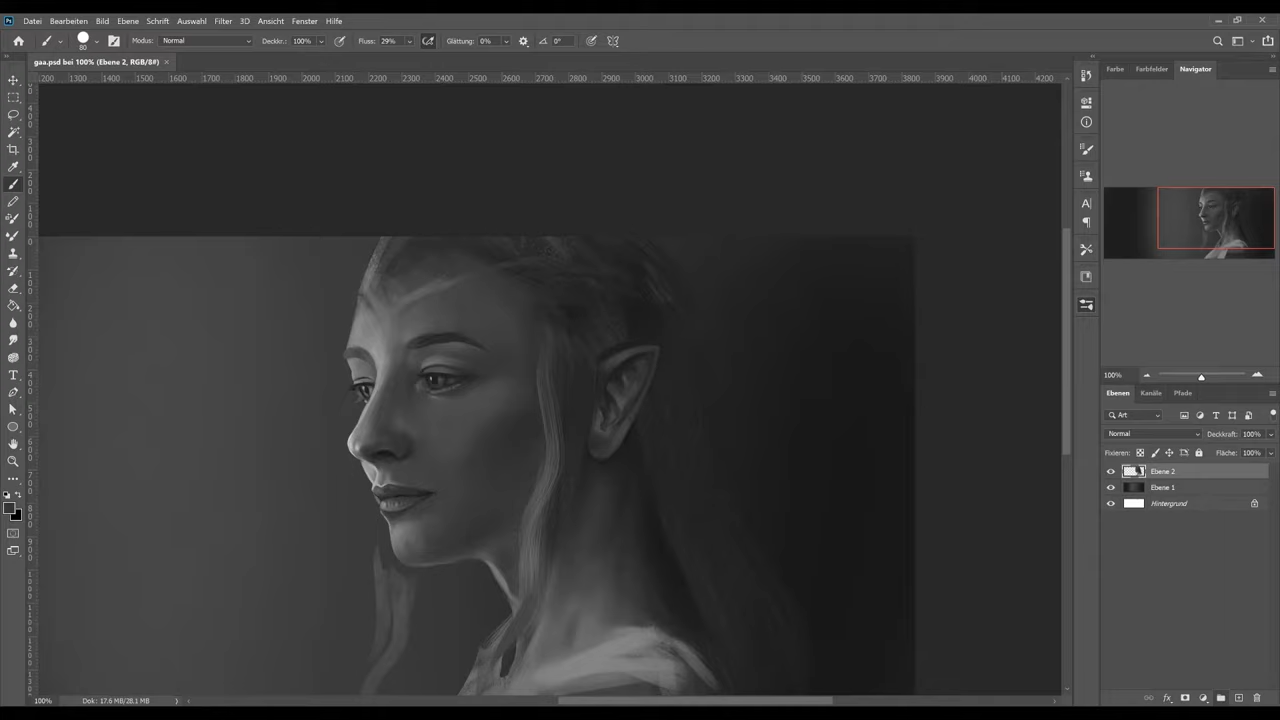 Ps Datei Bearbeiten Bild Ebene Schrift Auswahl Filter 3D Ansicht Fenster Hilfe
80 Modus: Normal Deckkr.: 100% Fluss: 29% Glättung: 0% 0°
gaa.psd bei 100% (Ebene 2, RGB/8#) ×
1200 1300 1400 1500 1600 1700 1800 1900 2000 2100 2200 2300 2400 2500 2600 2700 2800 2900 3000 3100 3200 3300 3400 3500 3600 3700 3800 3900 4000 4100 4200
Farbe Farbfelder Navigator
100%
Ebenen Kanäle Pfade
Art
Normal Deckkraft: 100%
Fixieren: Fläche: 100%
Ebene 2
Ebene 1
Hintergrund
100% Dok: 17.6 MB/28.1 MB